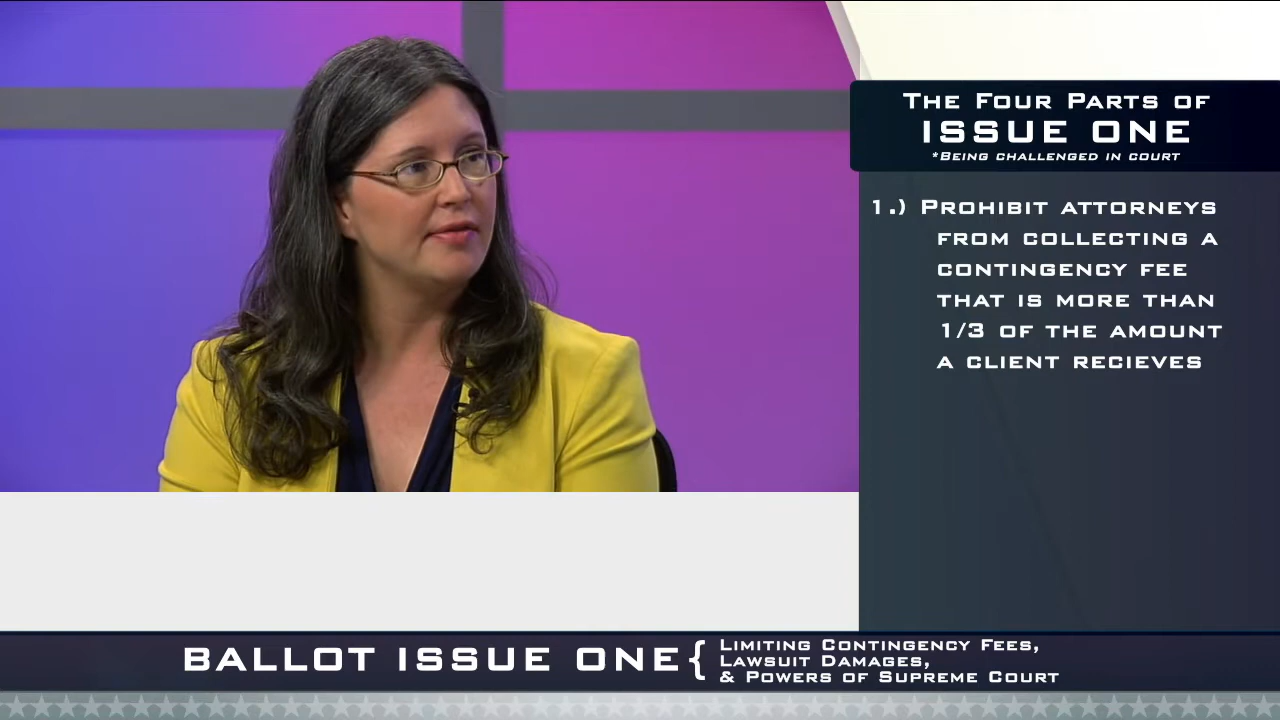 The Four Parts of
ISSUE ONE
*Being challenged in court
1.) Prohibit attorneys
from collecting a
contingency fee
that is more than
1/3 of the amount
a client recieves
BALLOT ISSUE ONE {
Limiting Contingency Fees,
Lawsuit Damages,
& Powers of Supreme Court